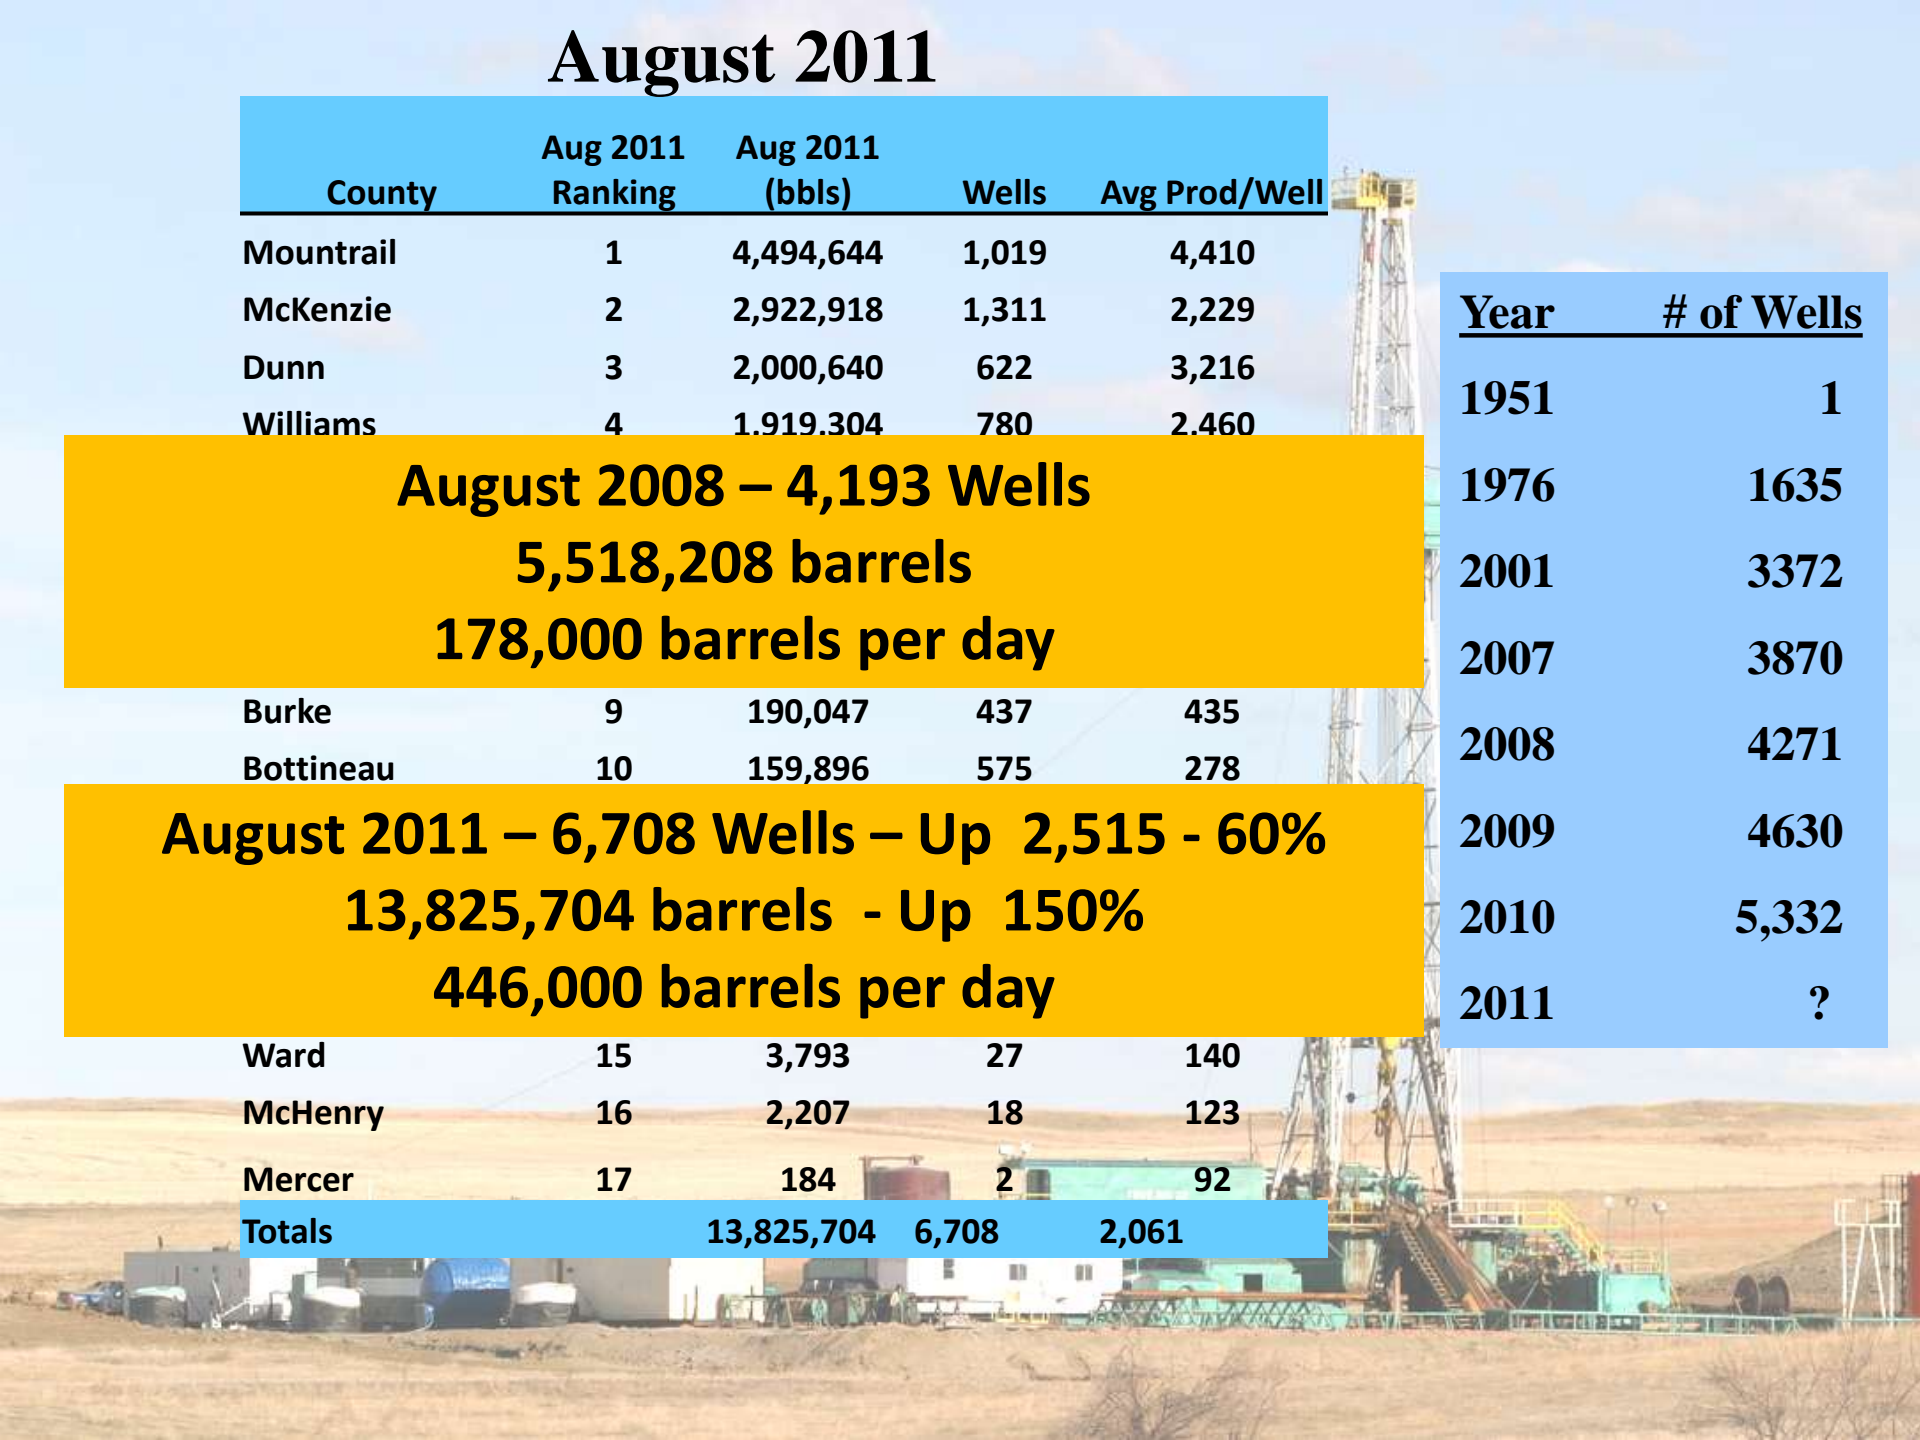 August 2011
County Aug 2011 Ranking Aug 2011 (bbls) Wells Avg Prod/Well
Mountrail 1 4,494,644 1,019 4,410
McKenzie 2 2,922,918 1,311 2,229
Dunn 3 2,000,640 622 3,216
Williams 4 1,919,304 780 2,460
August 2008 – 4,193 Wells
5,518,208 barrels
178,000 barrels per day
Burke 9 190,047 437 435
Bottineau 10 159,896 575 278
August 2011 – 6,708 Wells – Up 2,515 - 60%
13,825,704 barrels - Up 150%
446,000 barrels per day
Ward 15 3,793 27 140
McHenry 16 2,207 18 123
Mercer 17 184 2 92
Totals 13,825,704 6,708 2,061
Year # of Wells
1951 1
1976 1635
2001 3372
2007 3870
2008 4271
2009 4630
2010 5,332
2011 ?